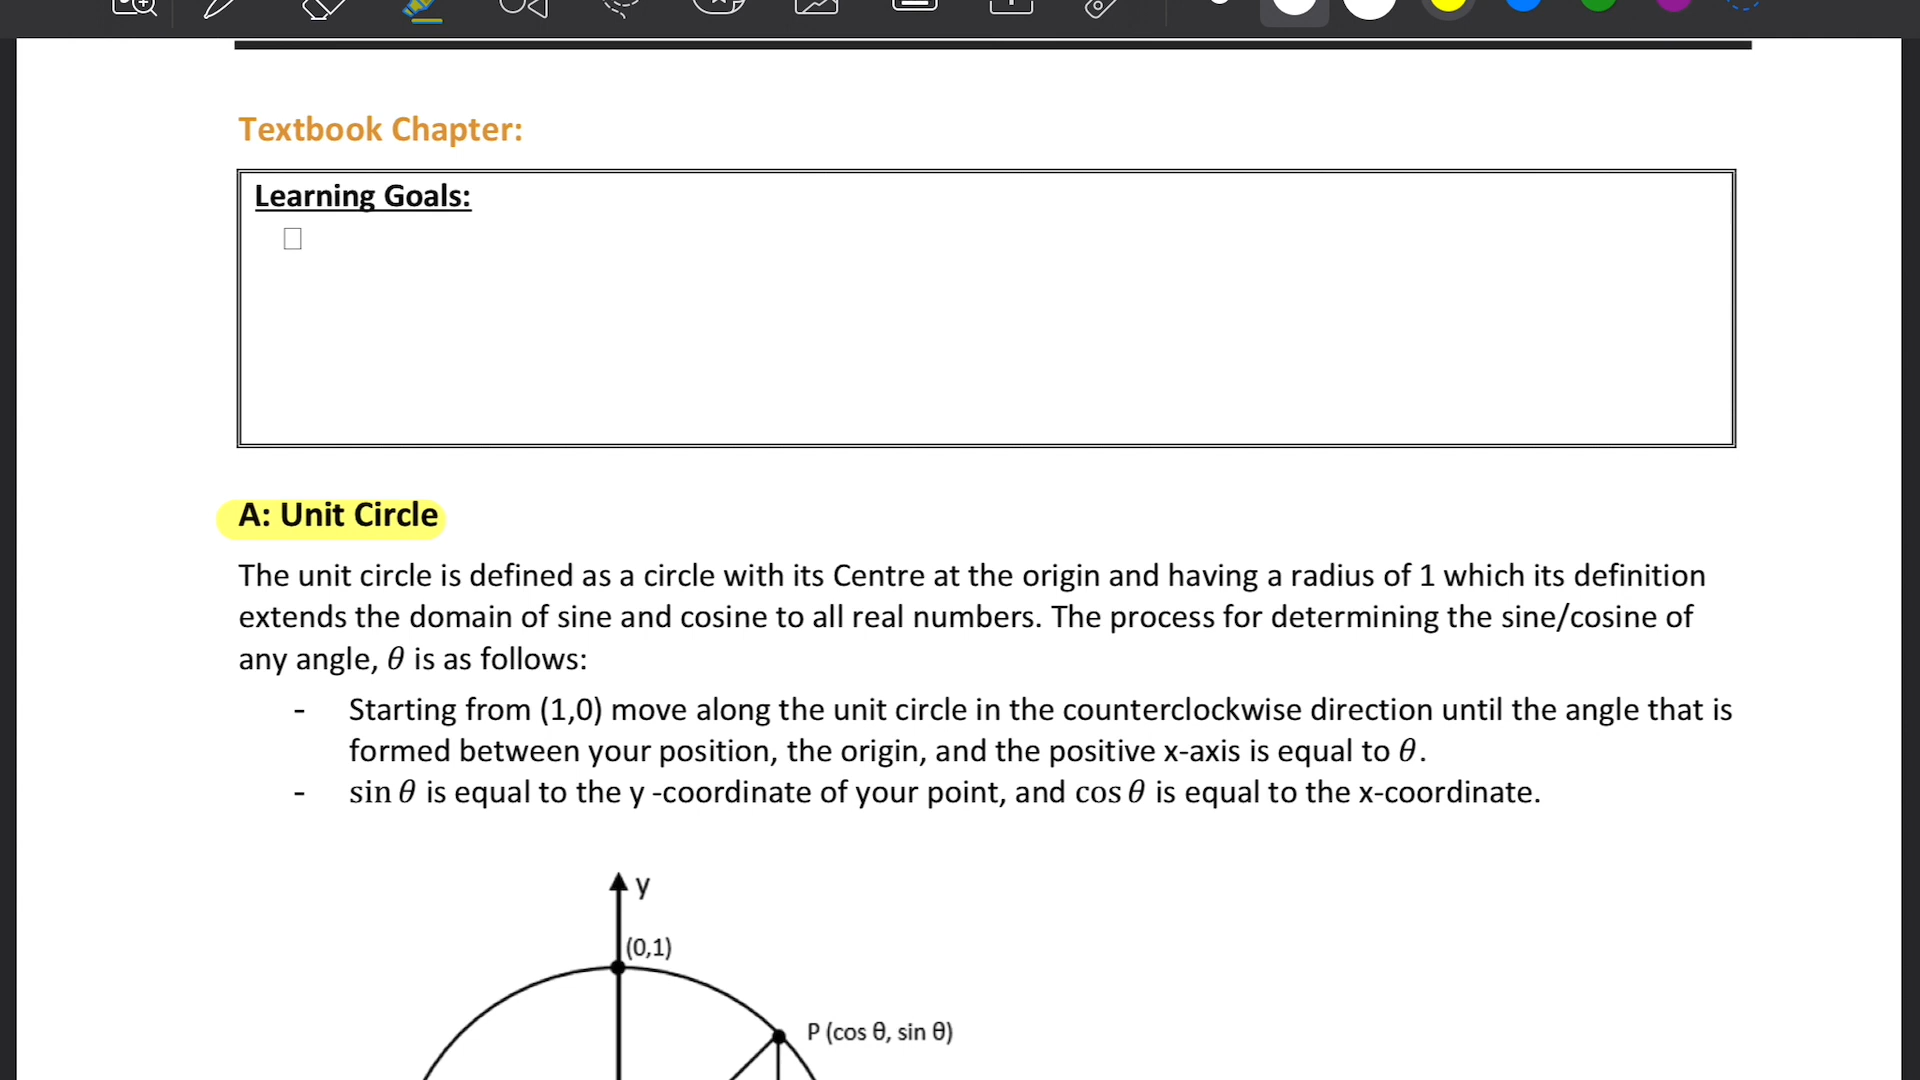 Textbook Chapter:
Learning Goals:
A: Unit Circle
The unit circle is defined as a circle with its Centre at the origin and having a radius of 1 which its definition
extends the domain of sine and cosine to all real numbers. The process for determining the sine/cosine of
any angle, θ is as follows:
- Starting from (1,0) move along the unit circle in the counterclockwise direction until the angle that is
formed between your position, the origin, and the positive x-axis is equal to θ.
- sin θ is equal to the y -coordinate of your point, and cos θ is equal to the x-coordinate.
y
(0,1)
P (cos θ, sin θ)